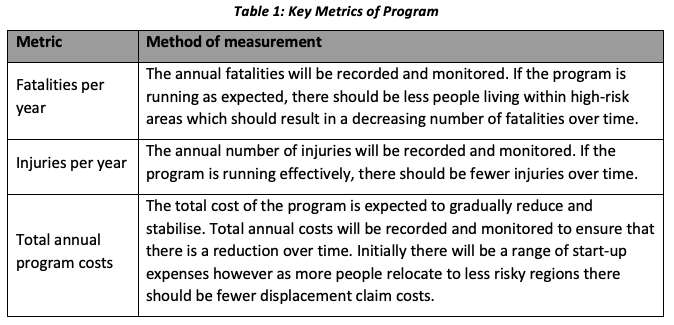 Table 1: Key Metrics of Program
Metric
Method of measurement
Fatalities per
year
The annual fatalities will be recorded and monitored. If the program is
running as expected, there should be less people living within high-risk
areas which should result in a decreasing number of fatalities over time.
Injuries per year
The annual number of injuries will be recorded and monitored. If the
program is running effectively, there should be fewer injuries over time.
Total annual
program costs
The total cost of the program is expected to gradually reduce and
stabilise. Total annual costs will be recorded and monitored to ensure that
there is a reduction over time. Initially there will be a range of start-up
expenses however as more people relocate to less risky regions there
should be fewer displacement claim costs.